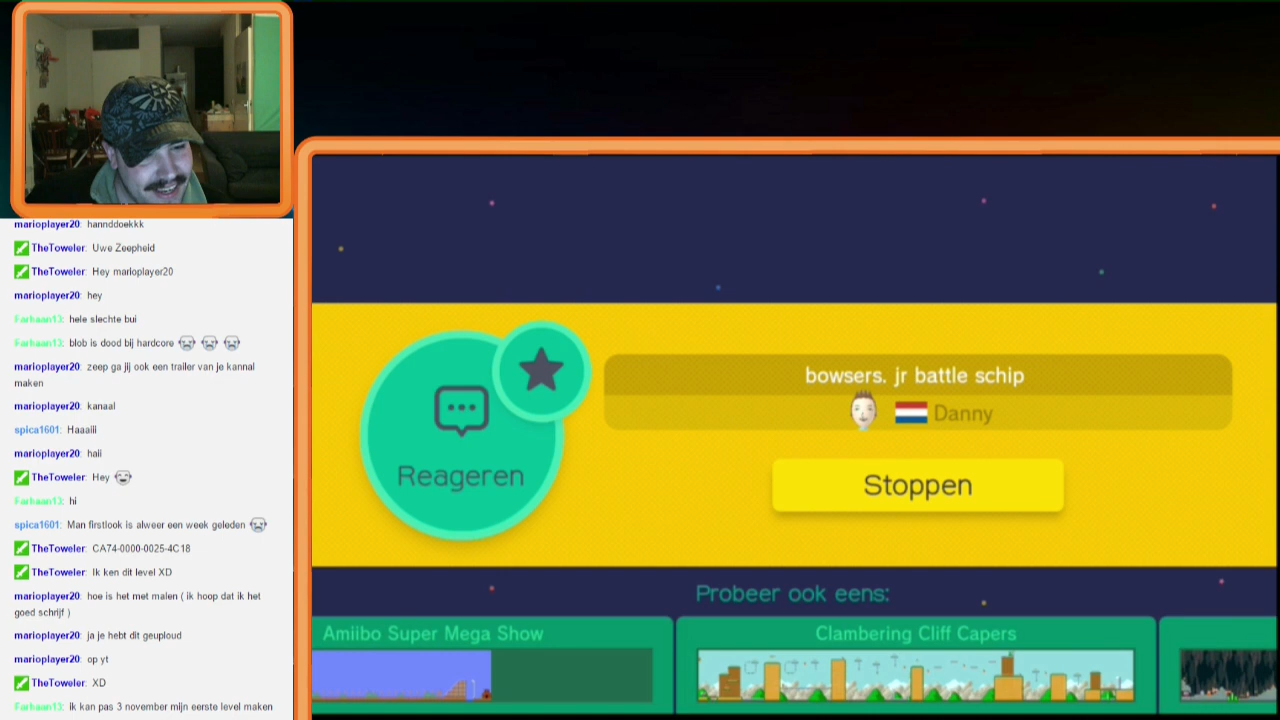 marioplayer20: hannddoekkk
TheToweler: Uwe Zeepheid
TheToweler: Hey marioplayer20
marioplayer20: hey
Farhaan13: hele slechte bui
Farhaan13: blob is dood bij hardcore
marioplayer20: zeep ga jij ook een trailer van je kannal
maken
marioplayer20: kanaal
spica1601: Haaaiii
marioplayer20: haii
TheToweler: Hey
Farhaan13: hi
spica1601: Man firstlook is alweer een week geleden
TheToweler: CA74-0000-0025-4C18
TheToweler: Ik ken dit level XD
marioplayer20: hoe is het met malen ( ik hoop dat ik het
goed schrijf )
marioplayer20: ja je hebt dit geuploud
marioplayer20: op yt
TheToweler: XD
Farhaan13: ik kan pas 3 november mijn eerste level maken
Reageren
bowsers. jr battle schip
Danny
Stoppen
Probeer ook eens:
Amiibo Super Mega Show
Clambering Cliff Capers